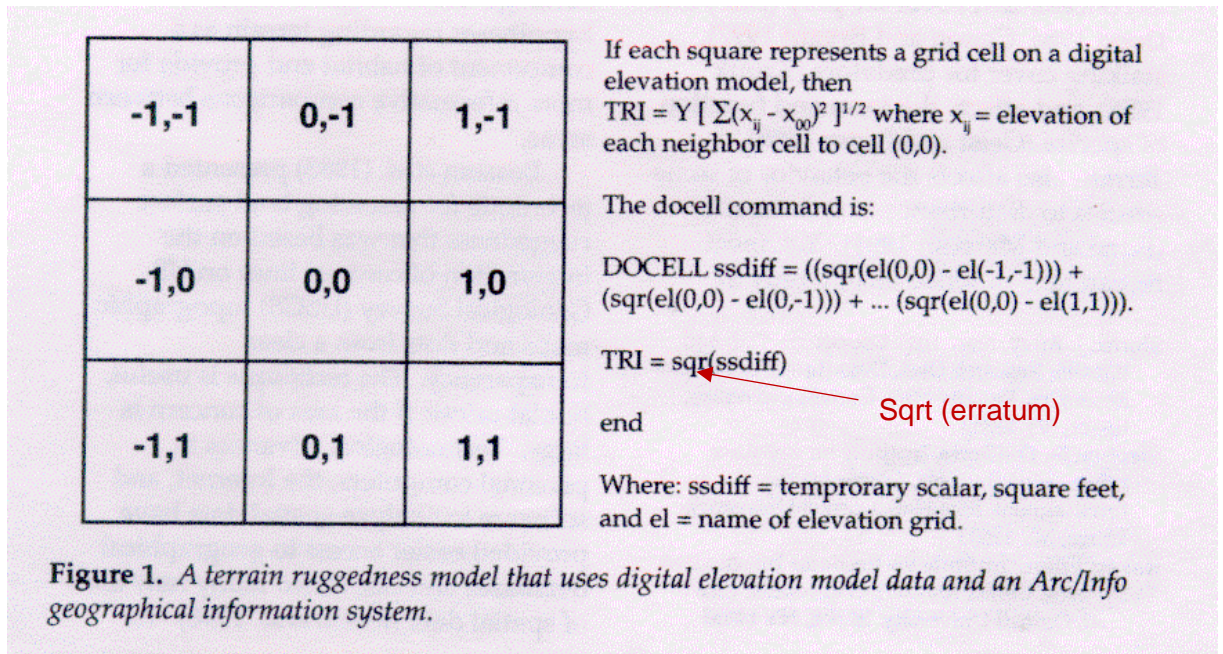 -1,-1 0,-1 1,-1
-1,0 0,0 1,0
-1,1 0,1 1,1
If each square represents a grid cell on a digital
elevation model, then
TRI = Y [ ∑(xij - x00)² ]1/2 where xij = elevation of
each neighbor cell to cell (0,0).
The docell command is:
DOCELL ssdiff = ((sqr(el(0,0) - el(-1,-1))) +
(sqr(el(0,0) - el(0,-1))) + ... (sqr(el(0,0) - el(1,1))).
TRI = sqr(ssdiff)
Sqrt (erratum)
end
Where: ssdiff = temprorary scalar, square feet,
and el = name of elevation grid.
Figure 1. A terrain ruggedness model that uses digital elevation model data and an Arc/Info
geographical information system.